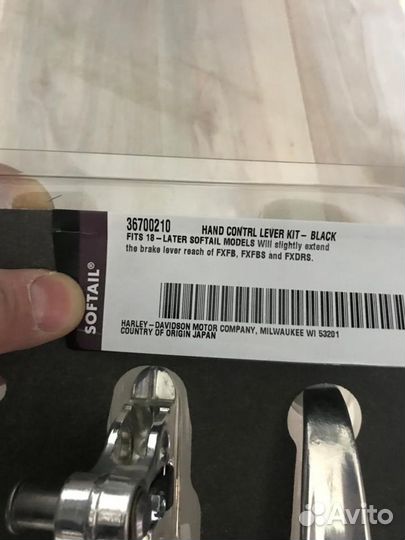 36700210 HAND CONTRL LEVER KIT- BLACK
FITS 18-LATER SOFTAIL MODELS Will slightly extend
the brake lever reach of FXFB, FXFBS and FXDRS.
SOFTAIL®
HARLEY-DAVIDSON MOTOR COMPANY, MILWAUKEE WI 53201
COUNTRY OF ORIGIN JAPAN
Avito